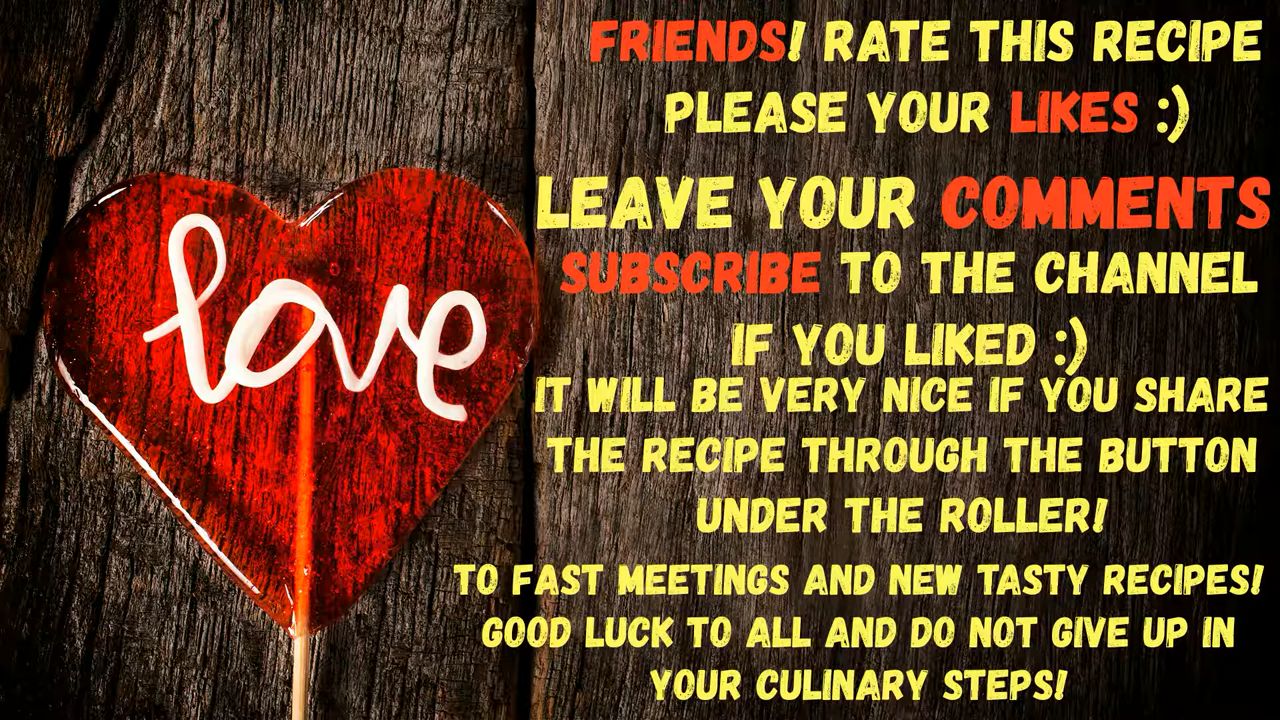 love
FRIENDS! RATE THIS RECIPE
PLEASE YOUR LIKES :)
LEAVE YOUR COMMENTS
SUBSCRIBE TO THE CHANNEL
IF YOU LIKED :)
IT WILL BE VERY NICE IF YOU SHARE
THE RECIPE THROUGH THE BUTTON
UNDER THE ROLLER!
TO FAST MEETINGS AND NEW TASTY RECIPES!
GOOD LUCK TO ALL AND DO NOT GIVE UP IN
YOUR CULINARY STEPS!